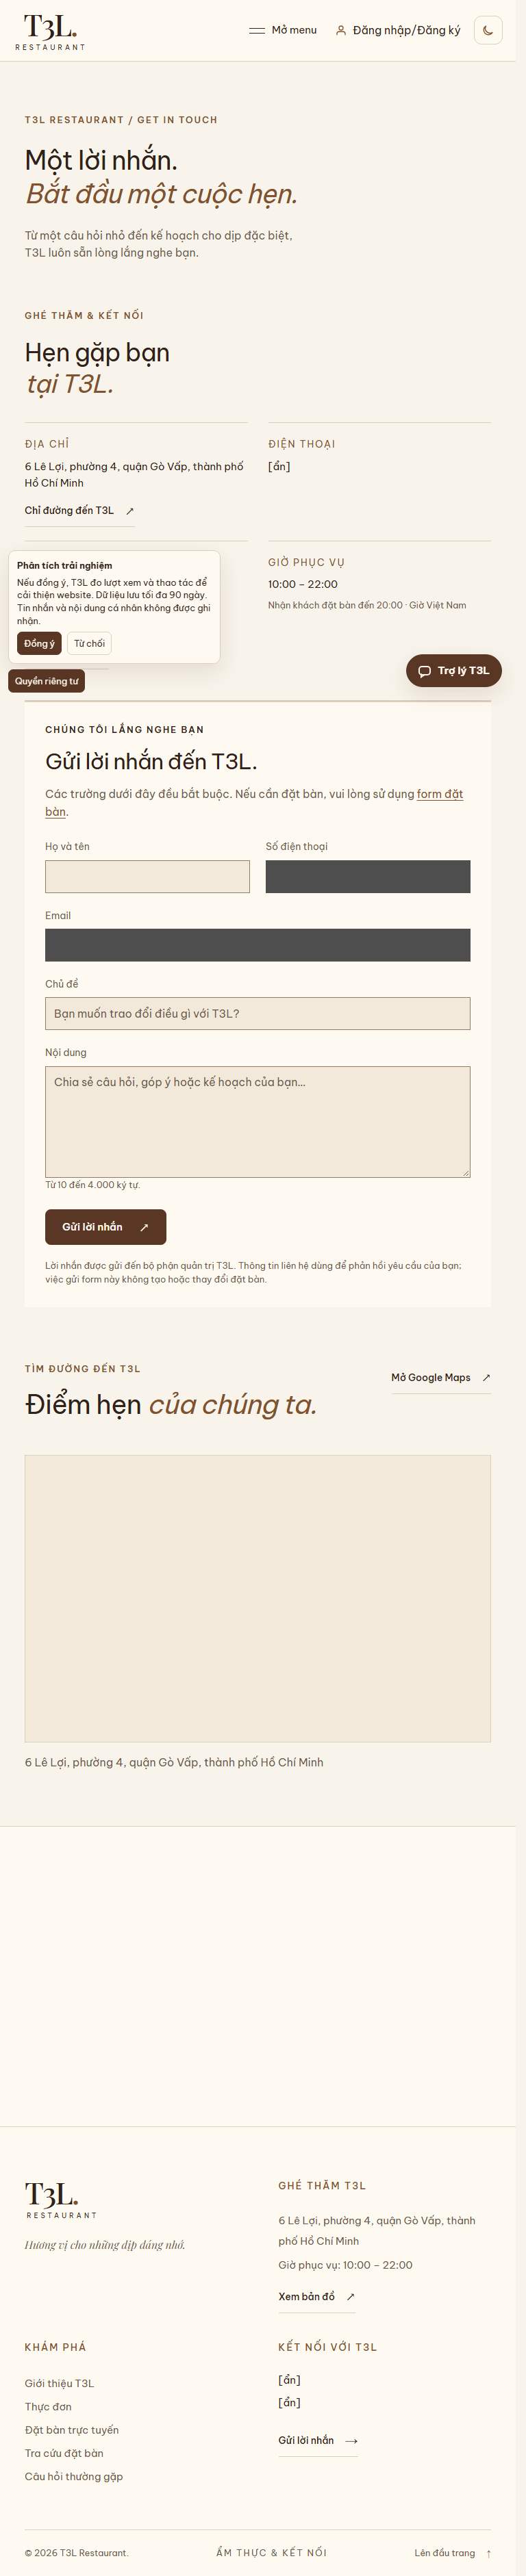 T3L.
RESTAURANT
Mở menu
Đăng nhập/Đăng ký
T3L RESTAURANT / GET IN TOUCH
Một lời nhắn.
Bắt đầu một cuộc hẹn.
Từ một câu hỏi nhỏ đến kế hoạch cho dịp đặc biệt,
T3L luôn sẵn lòng lắng nghe bạn.
GHÉ THĂM & KẾT NỐI
Hẹn gặp bạn
tại T3L.
ĐỊA CHỈ
6 Lê Lợi, phường 4, quận Gò Vấp, thành phố
Hồ Chí Minh
Chỉ đường đến T3L ↗
ĐIỆN THOẠI
[ẩn]
Phân tích trải nghiệm
Nếu đồng ý, T3L đo lượt xem và thao tác để
cải thiện website. Dữ liệu lưu tối đa 90 ngày.
Tin nhắn và nội dung cá nhân không được ghi
nhận.
Đồng ý
Từ chối
Quyền riêng tư
GIỜ PHỤC VỤ
10:00 – 22:00
Nhận khách đặt bàn đến 20:00 · Giờ Việt Nam
Trợ lý T3L
CHÚNG TÔI LẮNG NGHE BẠN
Gửi lời nhắn đến T3L.
Các trường dưới đây đều bắt buộc. Nếu cần đặt bàn, vui lòng sử dụng form đặt
bàn.
Họ và tên
Số điện thoại
Email
Chủ đề
Bạn muốn trao đổi điều gì với T3L?
Nội dung
Chia sẻ câu hỏi, góp ý hoặc kế hoạch của bạn…
Từ 10 đến 4.000 ký tự.
Gửi lời nhắn ↗
Lời nhắn được gửi đến bộ phận quản trị T3L. Thông tin liên hệ dùng để phản hồi yêu cầu của bạn;
việc gửi form này không tạo hoặc thay đổi đặt bàn.
TÌM ĐƯỜNG ĐẾN T3L
Điểm hẹn của chúng ta.
Mở Google Maps ↗
6 Lê Lợi, phường 4, quận Gò Vấp, thành phố Hồ Chí Minh
T3L.
RESTAURANT
Hương vị cho những dịp đáng nhớ.
GHÉ THĂM T3L
6 Lê Lợi, phường 4, quận Gò Vấp, thành
phố Hồ Chí Minh
Giờ phục vụ: 10:00 – 22:00
Xem bản đồ ↗
KHÁM PHÁ
Giới thiệu T3L
Thực đơn
Đặt bàn trực tuyến
Tra cứu đặt bàn
Câu hỏi thường gặp
KẾT NỐI VỚI T3L
[ẩn]
[ẩn]
Gửi lời nhắn →
© 2026 T3L Restaurant.
ẨM THỰC & KẾT NỐI
Lên đầu trang ↑